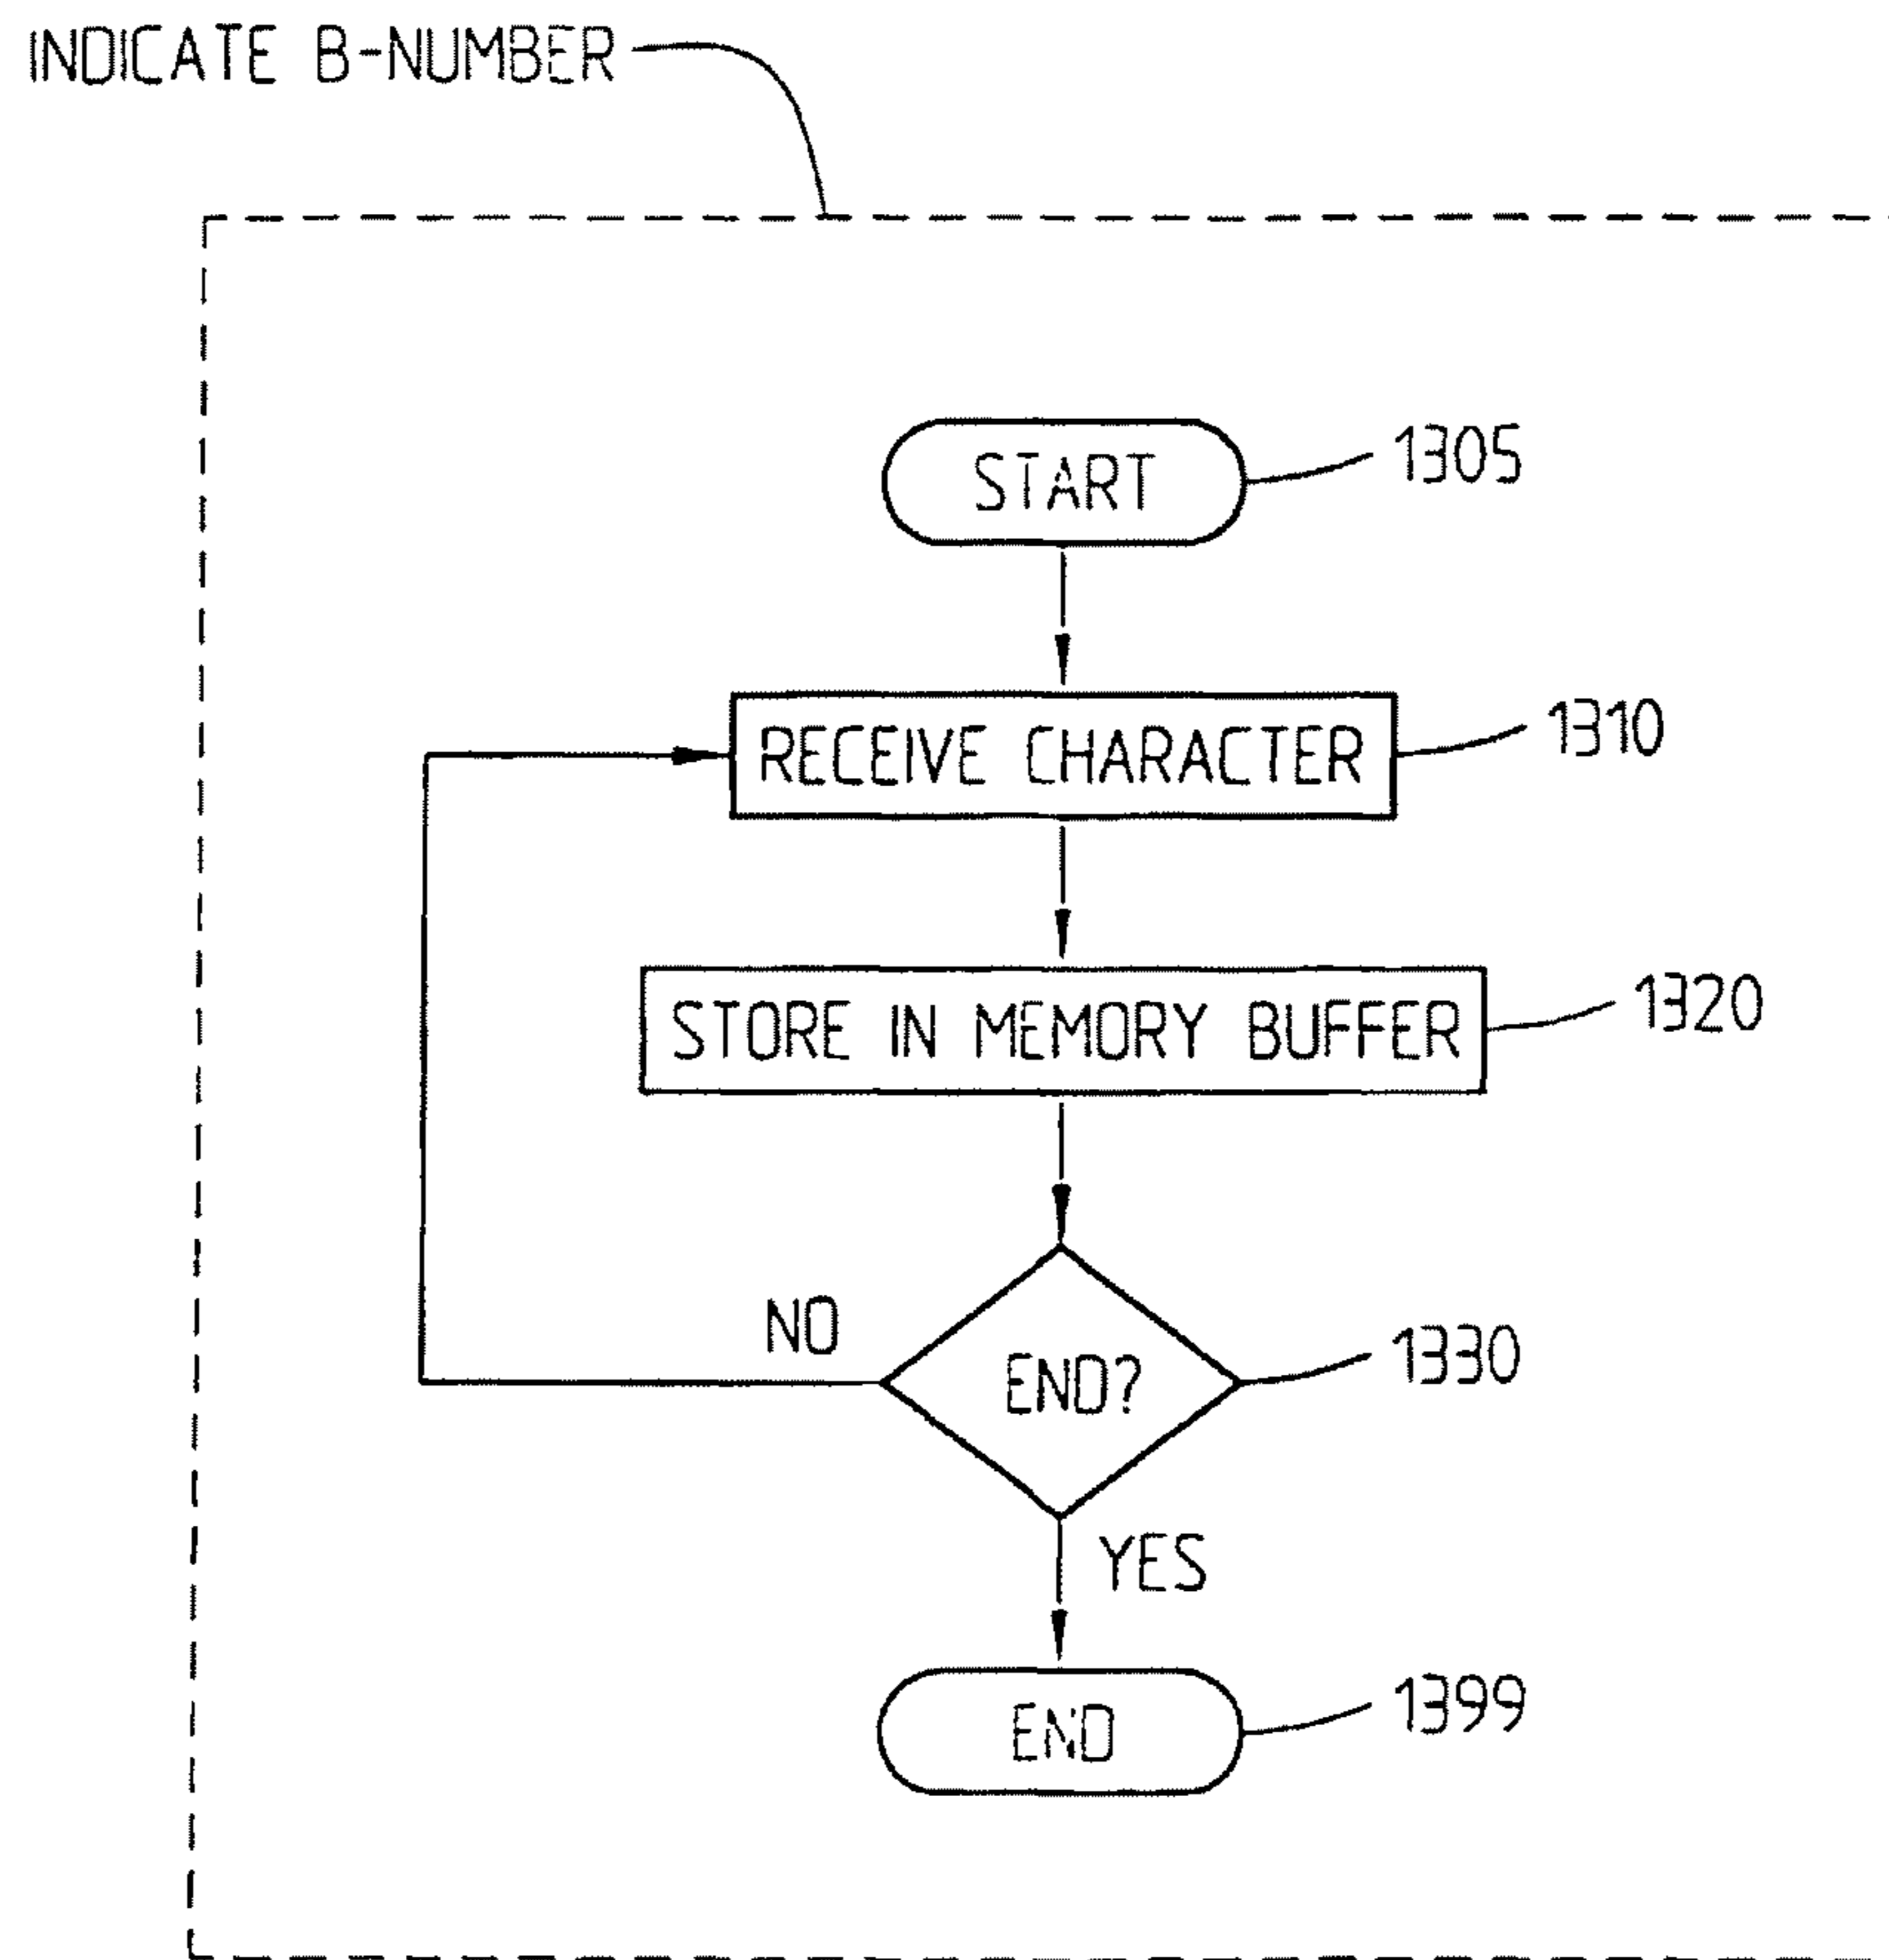 INDICATE B-NUMBER
START
1305
RECEIVE CHARACTER
1310
STORE IN MEMORY BUFFER
1320
NO
END?
1330
YES
END
1399